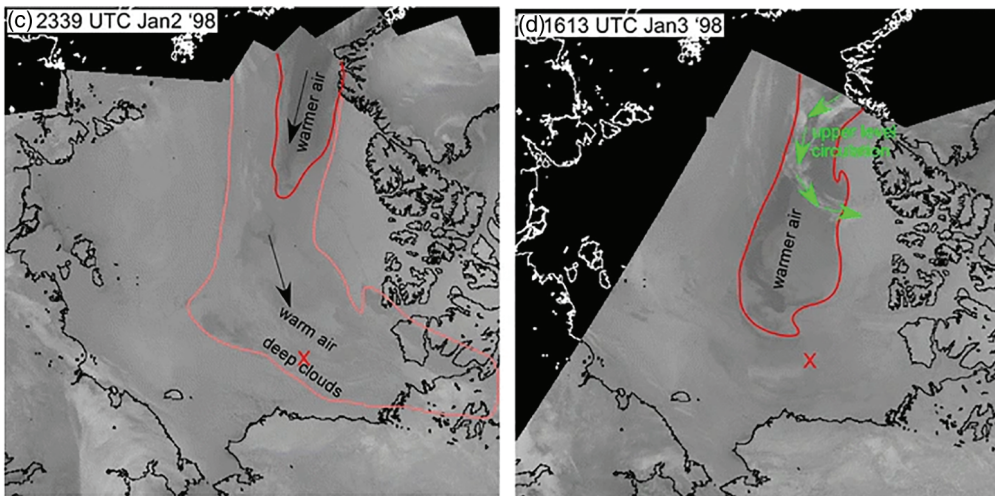 (c) 2339 UTC Jan2 '98
warmer air
warm air
X
deep clouds
(d) 1613 UTC Jan3 '98
upper level
circulation
warmer air
X